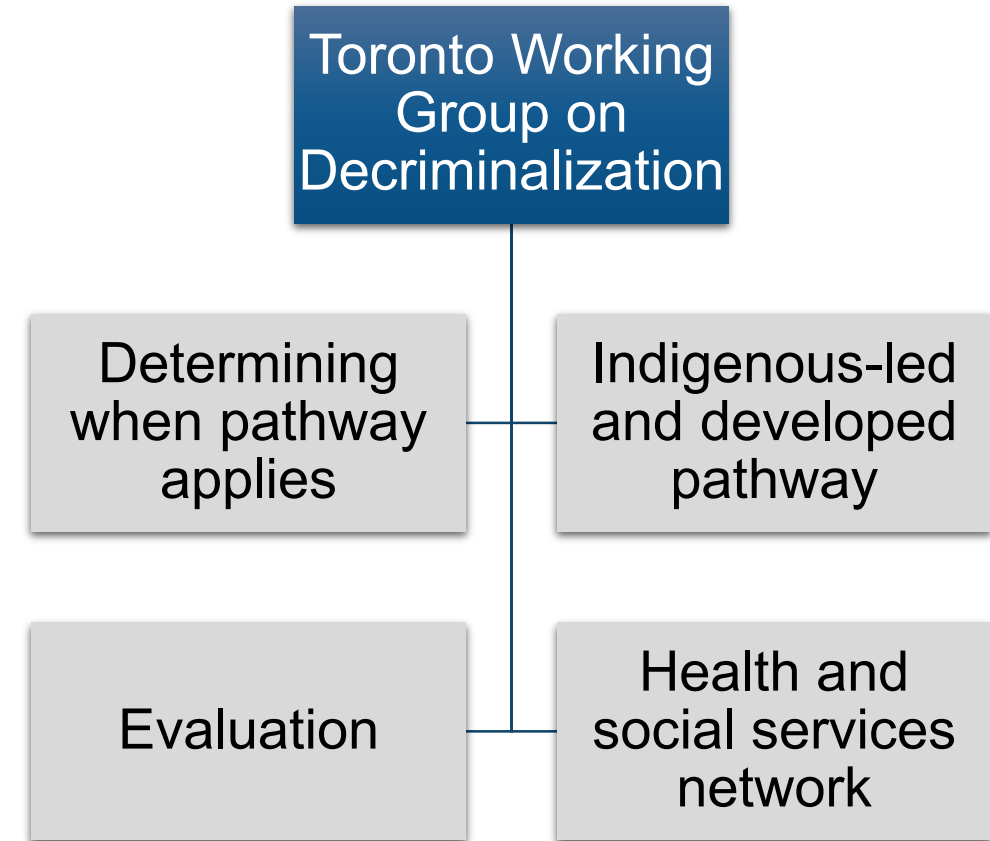 Toronto Working
Group on
Decriminalization
Determining
when pathway
applies
Indigenous-led
and developed
pathway
Evaluation
Health and
social services
network